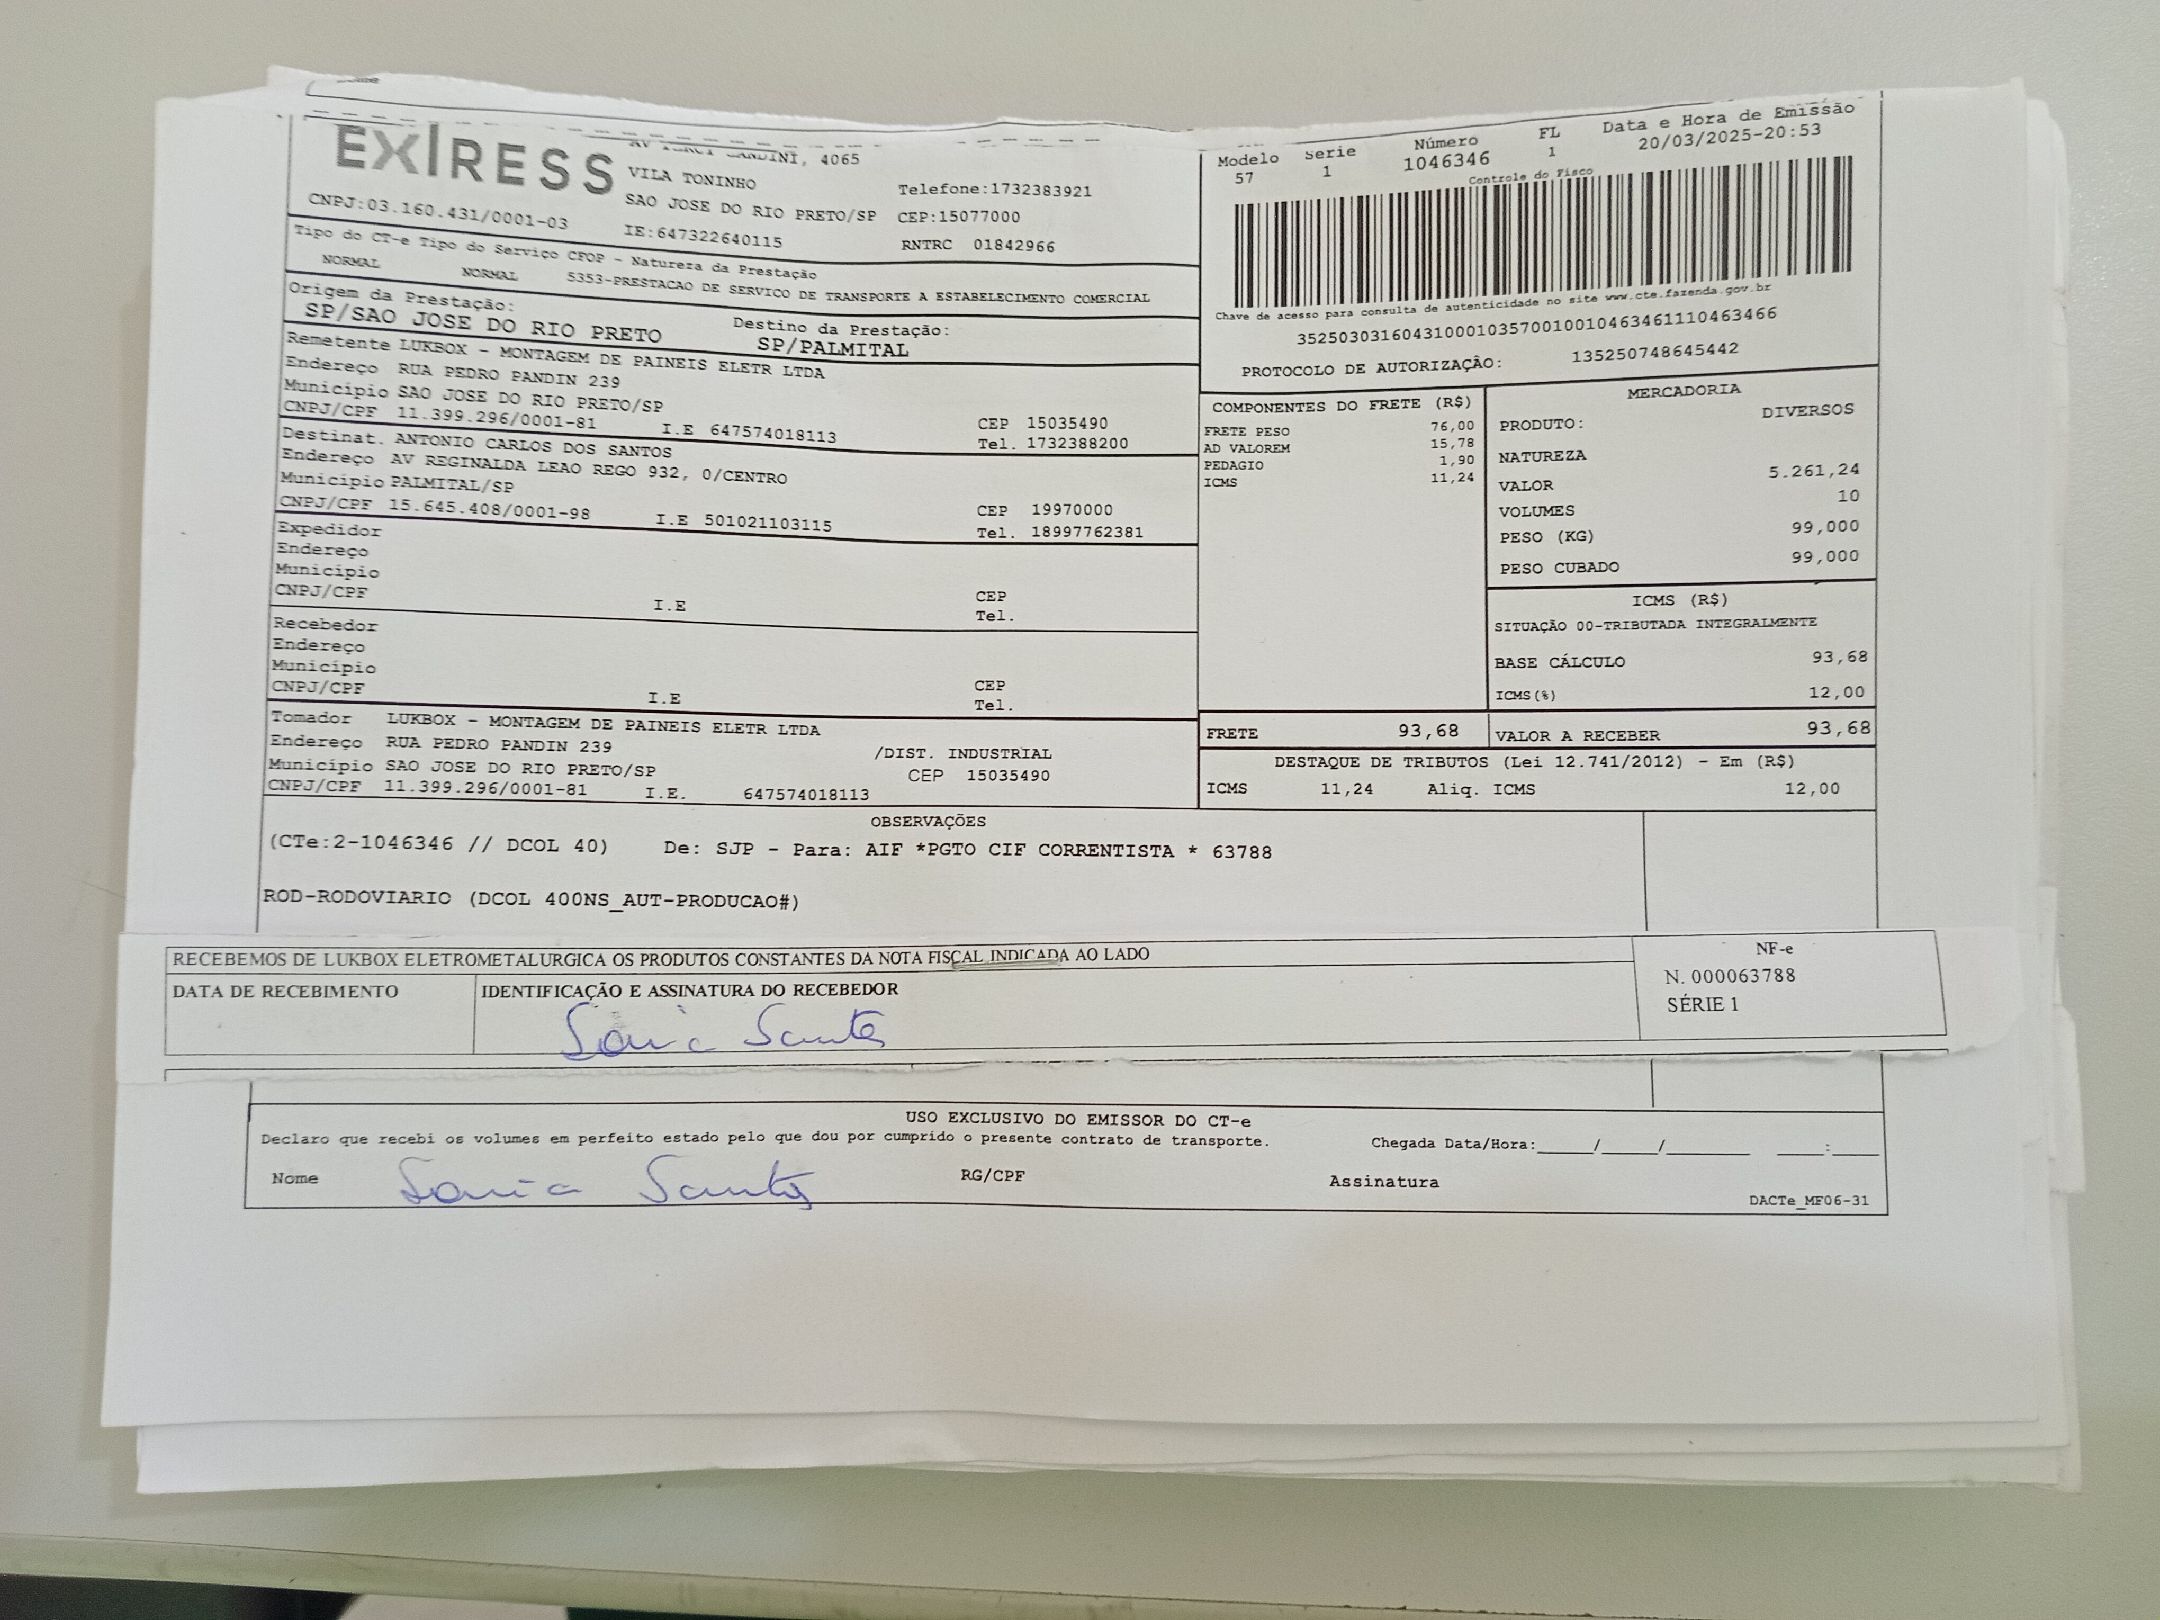 EXIRESS
AV , 4065
VILA TONINHO
Telefone:1732383921
SAO JOSE DO RIO PRETO/SP CEP:15077000
CNPJ:03.160.431/0001-03
IE:647322640115
RNTRC 01842966
Tipo do CT-e Tipo do Serviço CFOP - Natureza da Prestação
NORMAL NORMAL 5353-PRESTACAO DE SERVICO DE TRANSPORTE A ESTABELECIMENTO COMERCIAL
Origem da Prestação:
SP/SAO JOSE DO RIO PRETO
Destino da Prestação:
SP/PALMITAL
Remetente LUKBOX - MONTAGEM DE PAINEIS ELETR LTDA
Endereço RUA PEDRO PANDIN 239
Município SAO JOSE DO RIO PRETO/SP
CEP 15035490
CNPJ/CPF 11.399.296/0001-81 I.E 647574018113
Tel. 1732388200
Destinat. ANTONIO CARLOS DOS SANTOS
Endereço AV REGINALDA LEAO REGO 932, 0/CENTRO
Município PALMITAL/SP
CEP 19970000
CNPJ/CPF 15.645.408/0001-98 I.E 501021103115
Tel. 18997762381
Expedidor
Endereço
Município
CEP
CNPJ/CPF I.E
Tel.
Recebedor
Endereço
Município
CEP
CNPJ/CPF I.E
Tel.
Tomador LUKBOX - MONTAGEM DE PAINEIS ELETR LTDA
Endereço RUA PEDRO PANDIN 239 /DIST. INDUSTRIAL
Município SAO JOSE DO RIO PRETO/SP CEP 15035490
CNPJ/CPF 11.399.296/0001-81 I.E. 647574018113
Modelo Serie Número FL Data e Hora de Emissão
57 1 1046346 1 20/03/2025-20:53
Controle do Fisco
Chave de acesso para consulta de autenticidade no site www.cte.fazenda.gov.br
35250303160431000103570010010463461110463466
PROTOCOLO DE AUTORIZAÇÃO: 135250748645442
COMPONENTES DO FRETE (R$)
FRETE PESO 76,00
AD VALOREM 15,78
PEDAGIO 1,90
ICMS 11,24
MERCADORIA
PRODUTO: DIVERSOS
NATUREZA
VALOR 5.261,24
VOLUMES 10
PESO (KG) 99,000
PESO CUBADO 99,000
ICMS (R$)
SITUAÇÃO 00-TRIBUTADA INTEGRALMENTE
BASE CÁLCULO 93,68
ICMS(%) 12,00
FRETE 93,68 VALOR A RECEBER 93,68
DESTAQUE DE TRIBUTOS (Lei 12.741/2012) - Em (R$)
ICMS 11,24 Aliq. ICMS 12,00
OBSERVAÇÕES
(CTe:2-1046346 // DCOL 40) De: SJP - Para: AIF *PGTO CIF CORRENTISTA * 63788
ROD-RODOVIARIO (DCOL 400NS_AUT-PRODUCAO#)
RECEBEMOS DE LUKBOX ELETROMETALURGICA OS PRODUTOS CONSTANTES DA NOTA FISCAL INDICADA AO LADO
DATA DE RECEBIMENTO IDENTIFICAÇÃO E ASSINATURA DO RECEBEDOR
Sonia Santos
NF-e
N. 000063788
SÉRIE 1
USO EXCLUSIVO DO EMISSOR DO CT-e
Declaro que recebi os volumes em perfeito estado pelo que dou por cumprido o presente contrato de transporte. Chegada Data/Hora:_____/_____/_______ ____:____
Nome Sonia Santos RG/CPF Assinatura
DACTe_MF06-31